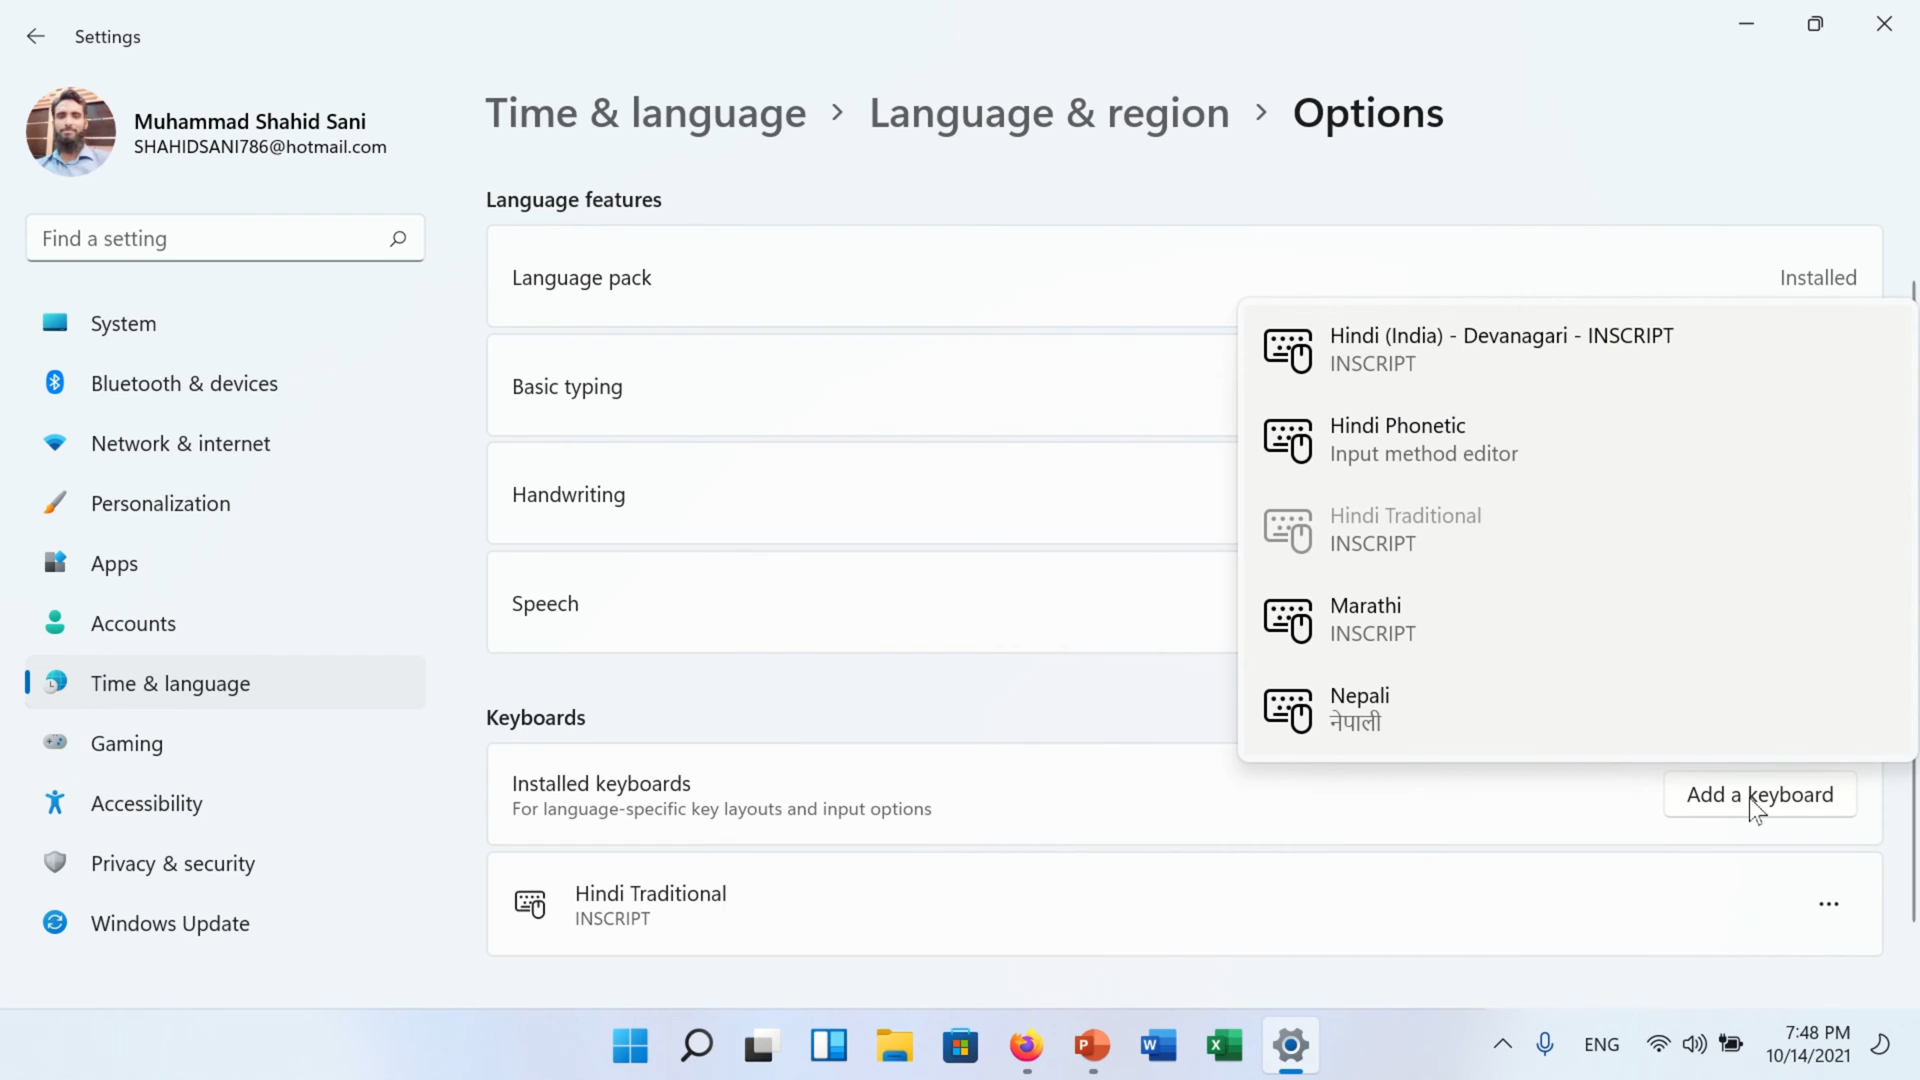 Settings
Muhammad Shahid Sani
SHAHIDSANI786@hotmail.com
Find a setting
System
Bluetooth & devices
Network & internet
Personalization
Apps
Accounts
Time & language
Gaming
Accessibility
Privacy & security
Windows Update
Time & language > Language & region > Options
Language features
Language pack
Installed
Basic typing
Handwriting
Speech
Hindi (India) - Devanagari - INSCRIPT
INSCRIPT
Hindi Phonetic
Input method editor
Hindi Traditional
INSCRIPT
Marathi
INSCRIPT
Nepali
नेपाली
Keyboards
Installed keyboards
For language-specific key layouts and input options
Add a keyboard
Hindi Traditional
INSCRIPT
ENG
7:48 PM
10/14/2021